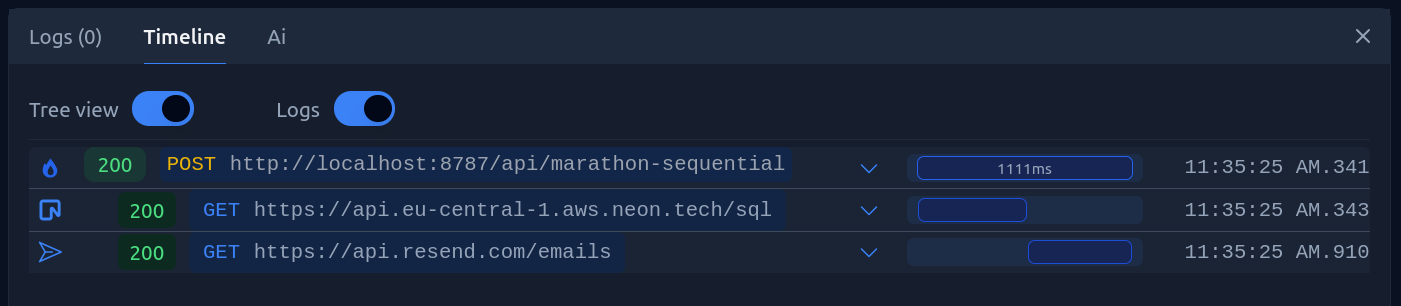 Logs (0) Timeline Ai
Tree view Logs
200 POST http://localhost:8787/api/marathon-sequential 1111ms 11:35:25 AM.341
200 GET https://api.eu-central-1.aws.neon.tech/sql 11:35:25 AM.343
200 GET https://api.resend.com/emails 11:35:25 AM.910